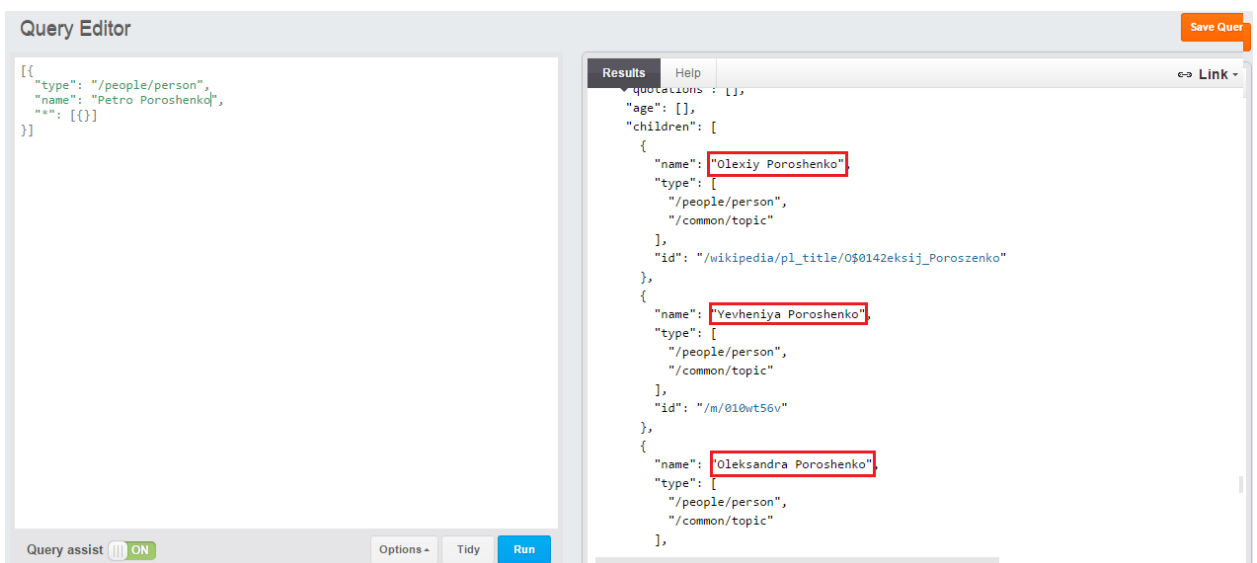 Query Editor
Save Quer
[{
  "type": "/people/person",
  "name": "Petro Poroshenko",
  "*": [{}]
}]
Query assist ON
Options
Tidy
Run
Results
Help
Link
"quotations": [],
"age": [],
"children": [
{
"name": "Olexiy Poroshenko",
"type": [
"/people/person",
"/common/topic"
],
"id": "/wikipedia/pl_title/O$0142eksij_Poroszenko"
},
{
"name": "Yevheniya Poroshenko",
"type": [
"/people/person",
"/common/topic"
],
"id": "/m/010wt56v"
},
{
"name": "Oleksandra Poroshenko",
"type": [
"/people/person",
"/common/topic"
],